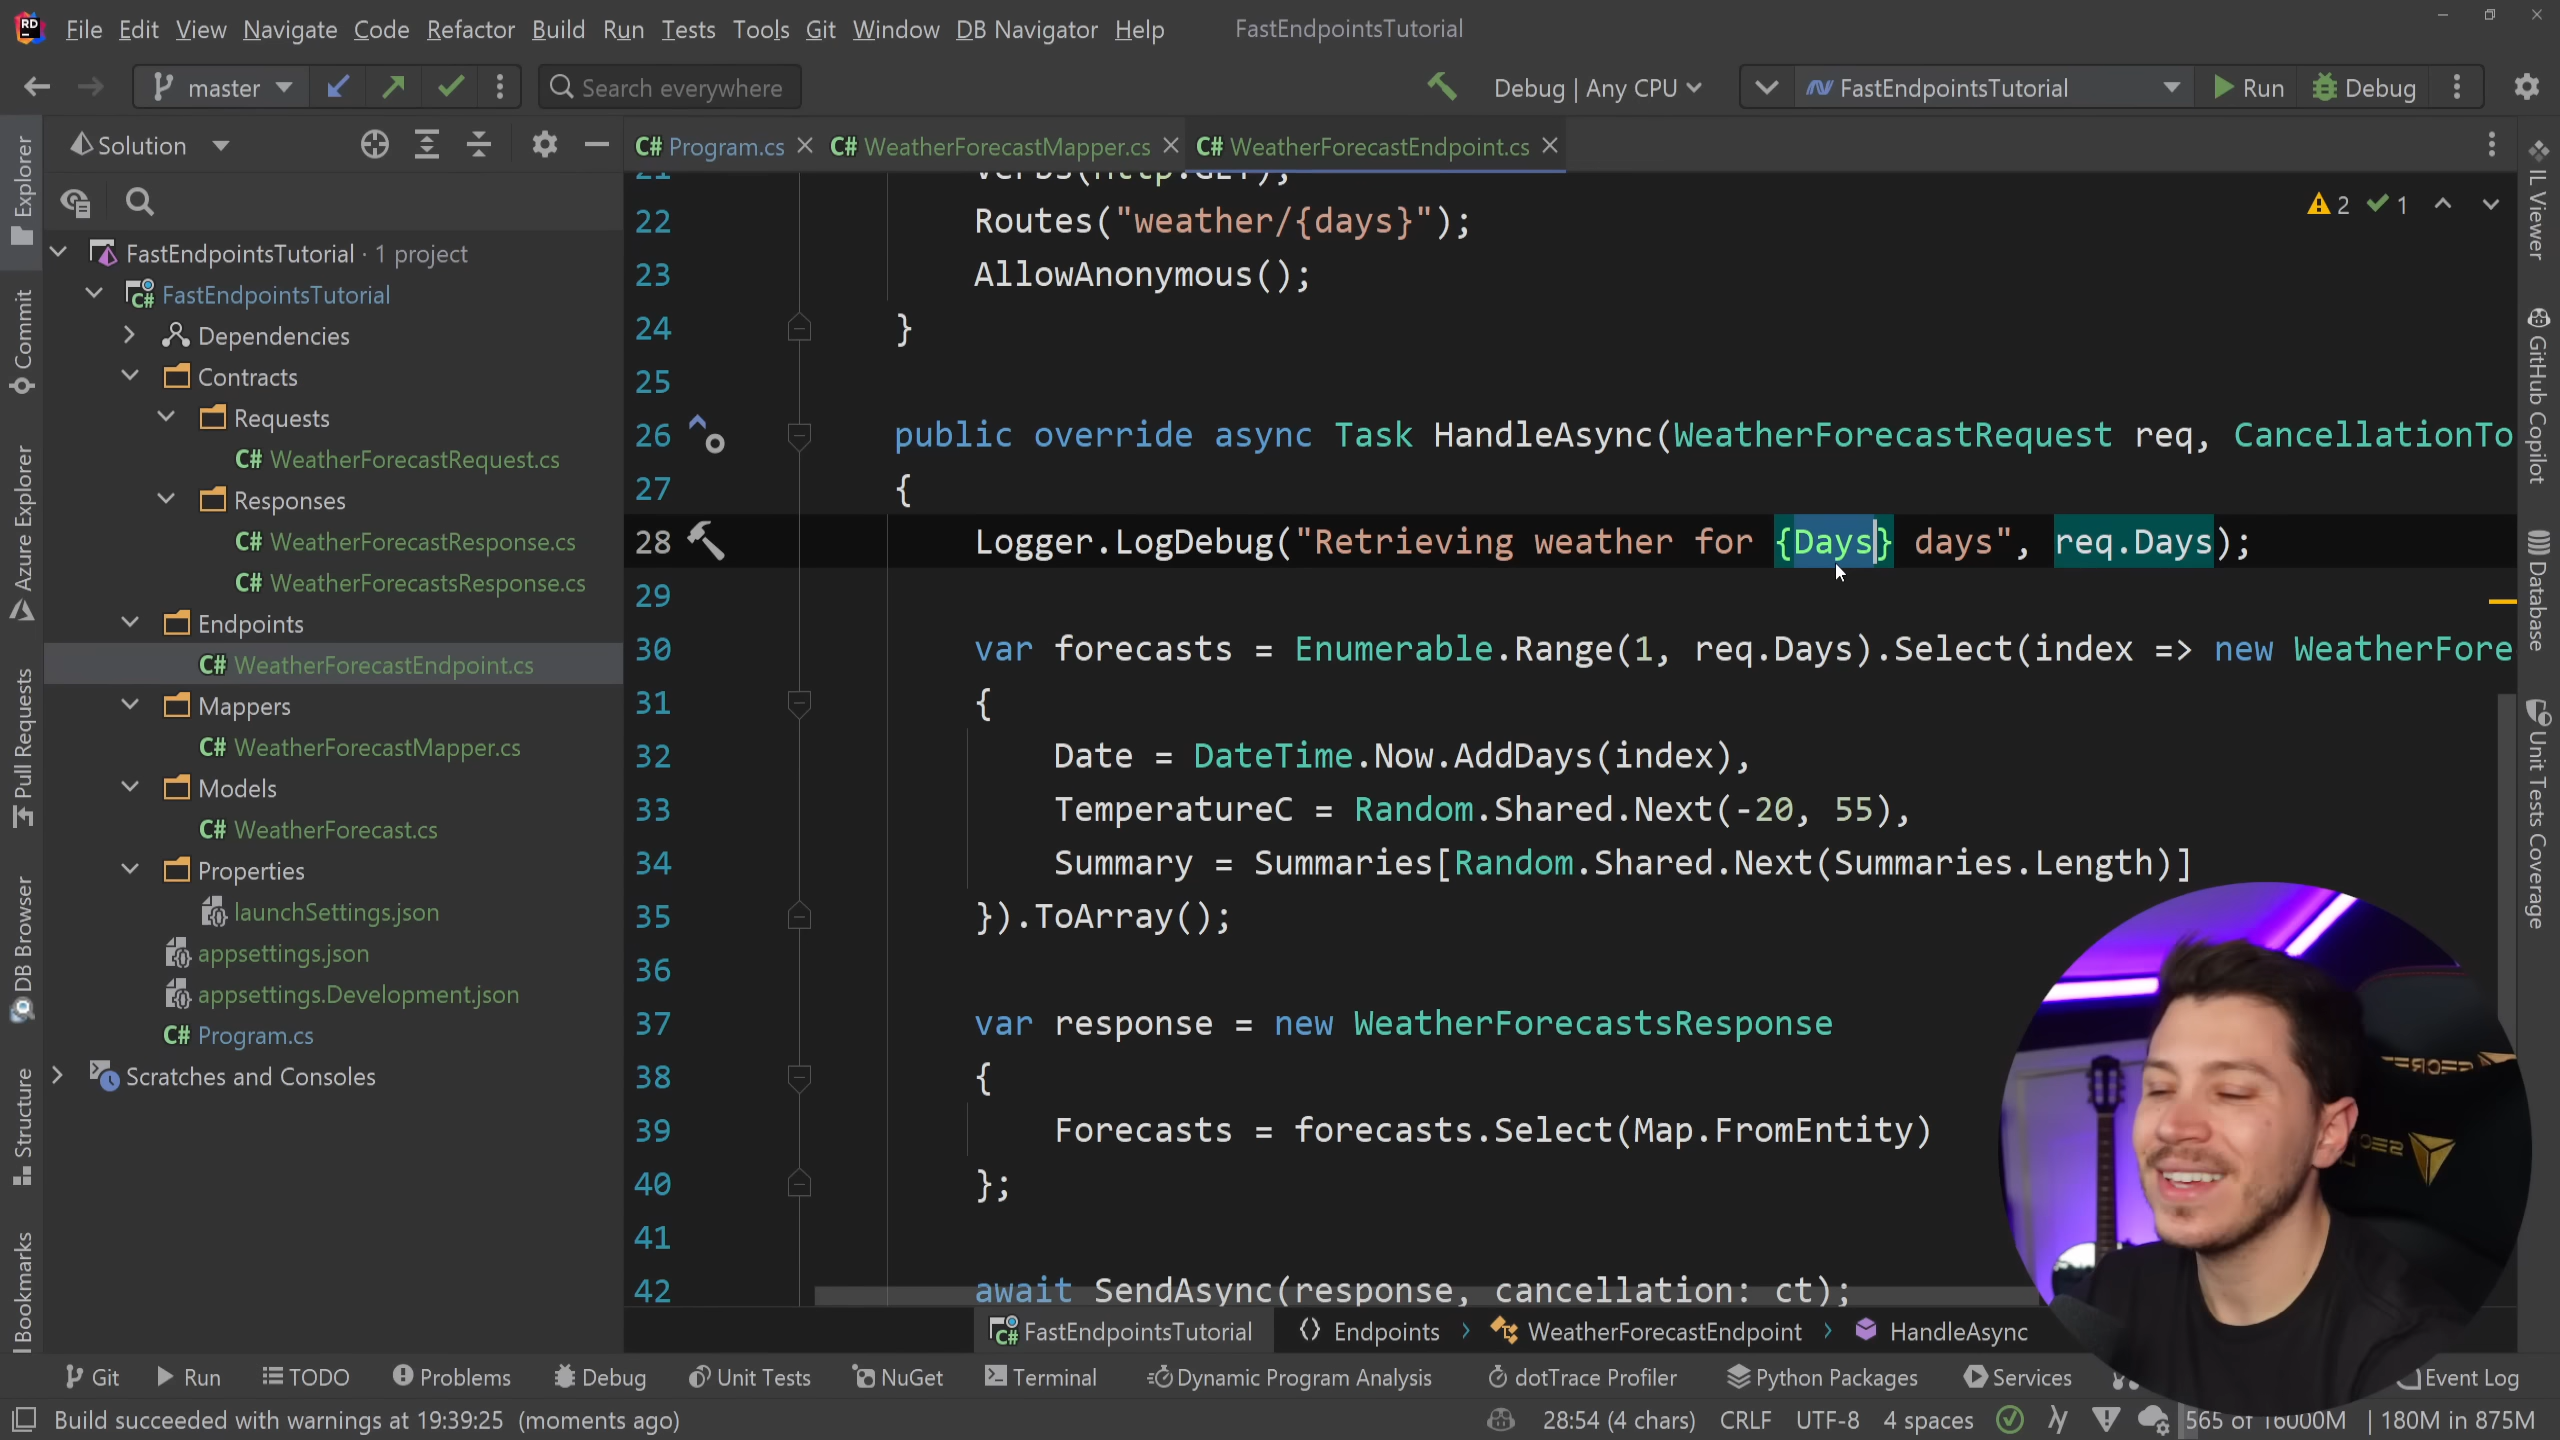 File Edit View Navigate Code Refactor Build Run Tests Tools Git Window DB Navigator Help FastEndpointsTutorial
master Search everywhere Debug | Any CPU FastEndpointsTutorial Run Debug
Solution
Program.cs WeatherForecastMapper.cs WeatherForecastEndpoint.cs
FastEndpointsTutorial · 1 project
FastEndpointsTutorial
Dependencies
Contracts
Requests
C# WeatherForecastRequest.cs
Responses
C# WeatherForecastResponse.cs
C# WeatherForecastsResponse.cs
Endpoints
C# WeatherForecastEndpoint.cs
Mappers
C# WeatherForecastMapper.cs
Models
C# WeatherForecast.cs
Properties
launchSettings.json
appsettings.json
appsettings.Development.json
C# Program.cs
Scratches and Consoles
Explorer
Commit
Azure Explorer
Pull Requests
DB Browser
Structure
Bookmarks
2 1
21 Verbs(Http.GET);
22 Routes("weather/{days}");
23 AllowAnonymous();
24 }
25
26 public override async Task HandleAsync(WeatherForecastRequest req, CancellationTo
27 {
28 Logger.LogDebug("Retrieving weather for {Days} days", req.Days);
29
30 var forecasts = Enumerable.Range(1, req.Days).Select(index => new WeatherFore
31 {
32 Date = DateTime.Now.AddDays(index),
33 TemperatureC = Random.Shared.Next(-20, 55),
34 Summary = Summaries[Random.Shared.Next(Summaries.Length)]
35 }).ToArray();
36
37 var response = new WeatherForecastsResponse
38 {
39 Forecasts = forecasts.Select(Map.FromEntity)
40 };
41
42 await SendAsync(response, cancellation: ct);
IL Viewer
GitHub Copilot
Database
Unit Tests Coverage
FastEndpointsTutorial Endpoints WeatherForecastEndpoint HandleAsync
Git Run TODO Problems Debug Unit Tests NuGet Terminal Dynamic Program Analysis dotTrace Profiler Python Packages Services Event Log
Build succeeded with warnings at 19:39:25 (moments ago) 28:54 (4 chars) CRLF UTF-8 4 spaces 565 of 16000M 180M in 875M